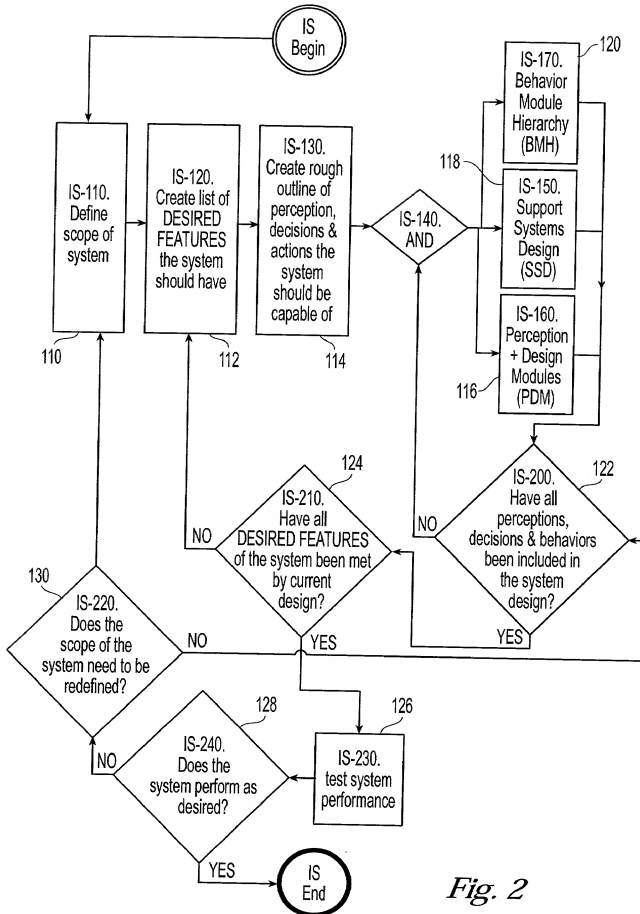 IS
Begin
IS-110.
Define
scope of
system
110
IS-120.
Create list of
DESIRED
FEATURES
the system
should have
112
IS-130.
Create rough
outline of
perception,
decisions &
actions the
system
should be
capable of
114
IS-140.
AND
IS-170.
Behavior
Module
Hierarchy
(BMH)
120
118
IS-150.
Support
Systems
Design
(SSD)
IS-160.
Perception
+ Design
Modules
(PDM)
116
IS-200.
Have all
perceptions,
decisions & behaviors
been included in
the system
design?
122
NO
YES
124
IS-210.
Have all
DESIRED FEATURES
of the system been met
by current
design?
NO
YES
130
IS-220.
Does the
scope of the
system need to be
redefined?
NO
128
IS-240.
Does the
system perform as
desired?
NO
YES
126
IS-230.
test system
performance
IS
End
Fig. 2